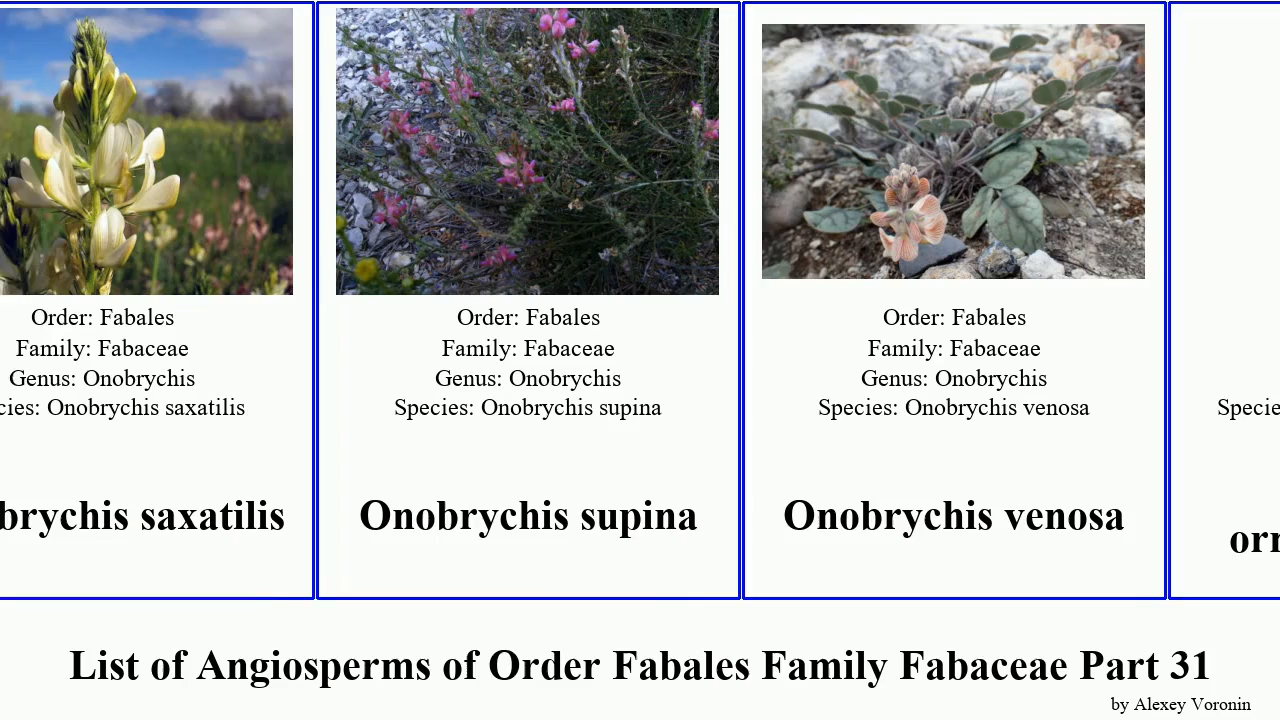 Order: Fabales
Family: Fabaceae
Genus: Onobrychis
cies: Onobrychis saxatilis
brychis saxatilis
Order: Fabales
Family: Fabaceae
Genus: Onobrychis
Species: Onobrychis supina
Onobrychis supina
Order: Fabales
Family: Fabaceae
Genus: Onobrychis
Species: Onobrychis venosa
Onobrychis venosa
Specie
orn
List of Angiosperms of Order Fabales Family Fabaceae Part 31
by Alexey Voronin